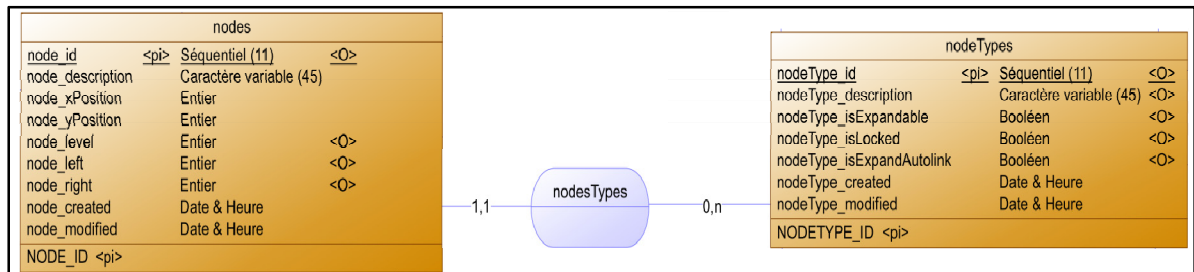 nodes
node_id <pi> Séquentiel (11) <O>
node_description Caractère variable (45)
node_xPosition Entier
node_yPosition Entier
node_level Entier <O>
node_left Entier <O>
node_right Entier <O>
node_created Date & Heure
node_modified Date & Heure
NODE_ID <pi>
1,1
nodesTypes
0,n
nodeTypes
nodeType_id <pi> Séquentiel (11) <O>
nodeType_description Caractère variable (45) <O>
nodeType_isExpandable Booléen <O>
nodeType_isLocked Booléen <O>
nodeType_isExpandAutolink Booléen <O>
nodeType_created Date & Heure
nodeType_modified Date & Heure
NODETYPE_ID <pi>